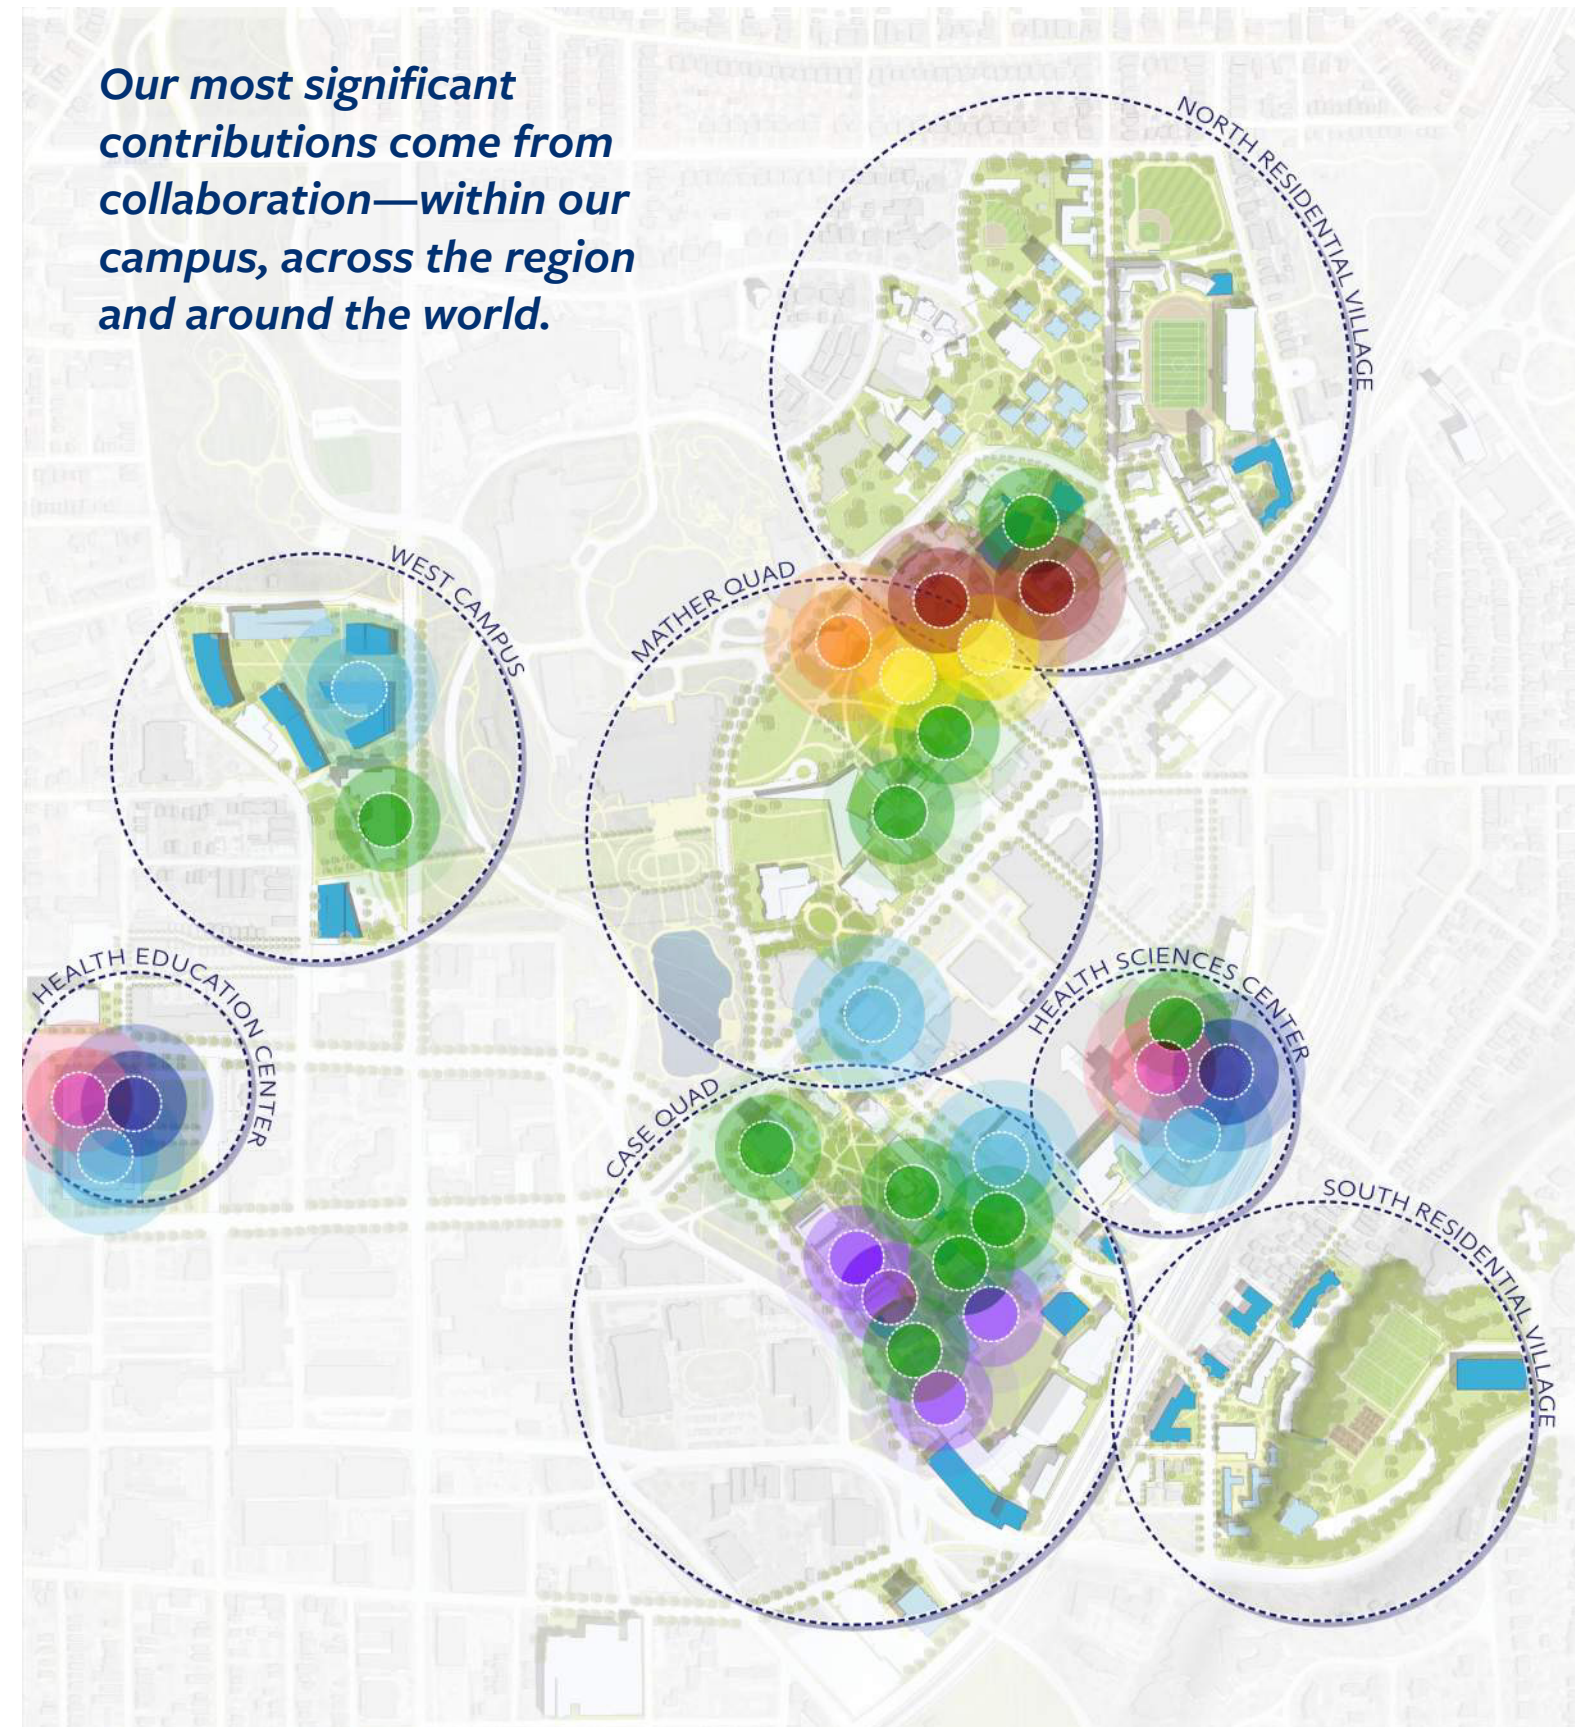 Our most significant
contributions come from
collaboration—within our
campus, across the region
and around the world.
NORTH RESIDENTIAL VILLAGE
WEST CAMPUS
MATHER QUAD
HEALTH EDUCATION CENTER
HEALTH SCIENCES CENTER
CASE QUAD
SOUTH RESIDENTIAL VILLAGE